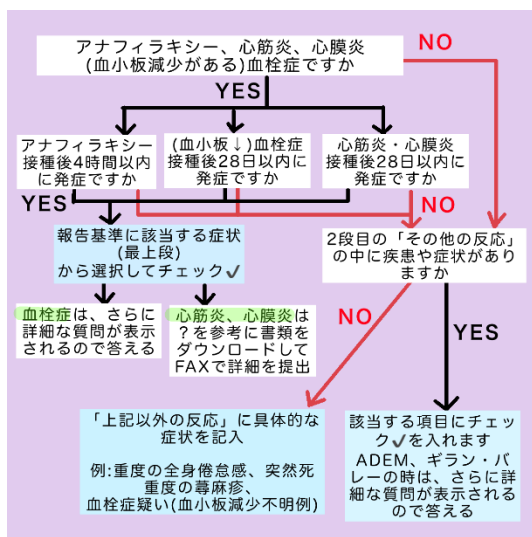 アナフィラキシー、心筋炎、心膜炎
(血小板減少がある)血栓症ですか
NO
YES
アナフィラキシー
接種後4時間以内
に発症ですか
(血小板↓)血栓症
接種後28日以内に
発症ですか
心筋炎・心膜炎
接種後28日以内に
発症ですか
YES
NO
報告基準に該当する症状
(最上段)
から選択してチェック✓
2段目の「その他の反応」
の中に疾患や症状があり
ますか
血栓症は、さらに
詳細な質問が表示
されるので答える
心筋炎、心膜炎は
?を参考に書類を
ダウンロードして
FAXで詳細を提出
NO
YES
「上記以外の反応」に具体的な
症状を記入
例:重度の全身倦怠感、突然死
重度の蕁麻疹、
血栓症疑い(血小板減少不明例)
該当する項目にチェッ
ク✓を入れます
ADEM、ギラン・バ
レーの時は、さらに詳
細な質問が表示される
ので答える